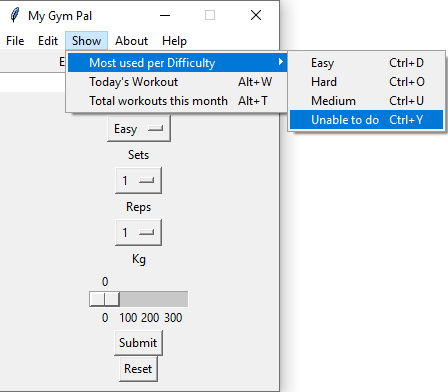 My Gym Pal
File Edit Show About Help
E
Most used per Difficulty
Today's Workout Alt+W
Total workouts this month Alt+T
Easy Ctrl+D
Hard Ctrl+O
Medium Ctrl+U
Unable to do Ctrl+Y
Easy
Sets
1
Reps
1
Kg
0
0 100 200 300
Submit
Reset